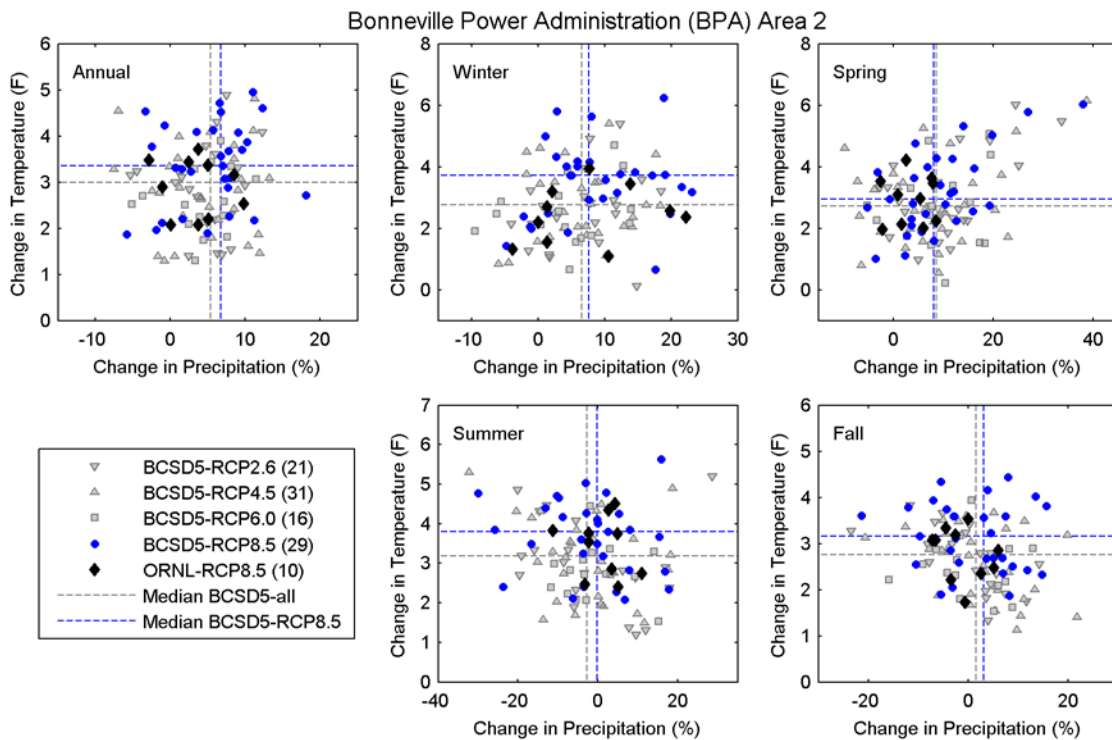 Bonneville Power Administration (BPA) Area 2
Annual
Change in Temperature (F)
6
5
4
3
2
1
0
-10
0
10
20
Change in Precipitation (%)
Winter
Change in Temperature (F)
8
6
4
2
0
-10
0
10
20
30
Change in Precipitation (%)
Spring
Change in Temperature (F)
8
6
4
2
0
0
20
40
Change in Precipitation (%)
BCSD5-RCP2.6 (21)
BCSD5-RCP4.5 (31)
BCSD5-RCP6.0 (16)
BCSD5-RCP8.5 (29)
ORNL-RCP8.5 (10)
Median BCSD5-all
Median BCSD5-RCP8.5
Summer
Change in Temperature (F)
7
6
5
4
3
2
1
0
-40
-20
0
20
Change in Precipitation (%)
Fall
Change in Temperature (F)
6
5
4
3
2
1
0
-20
0
20
Change in Precipitation (%)